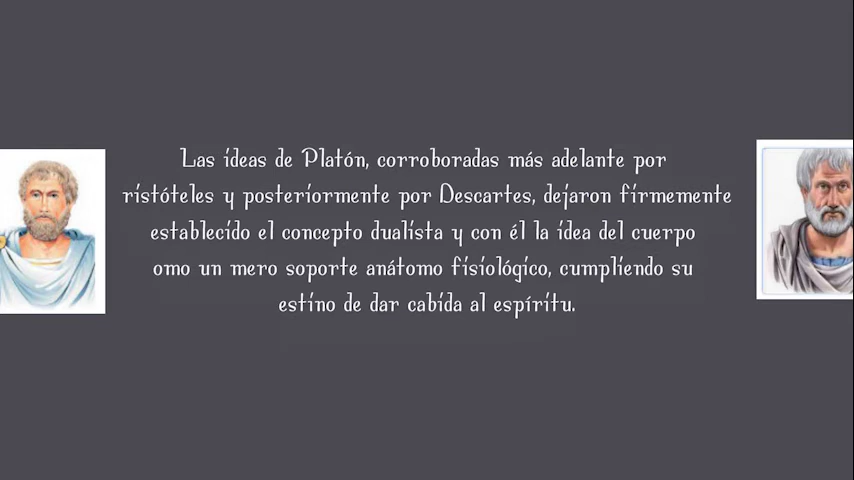 Las ideas de Platón, corroboradas más adelante por
ristóteles y posteriormente por Descartes, dejaron firmemente
establecido el concepto dualista y con él la idea del cuerpo
omo un mero soporte anátomo fisiológico, cumpliendo su
estino de dar cabida al espíritu.